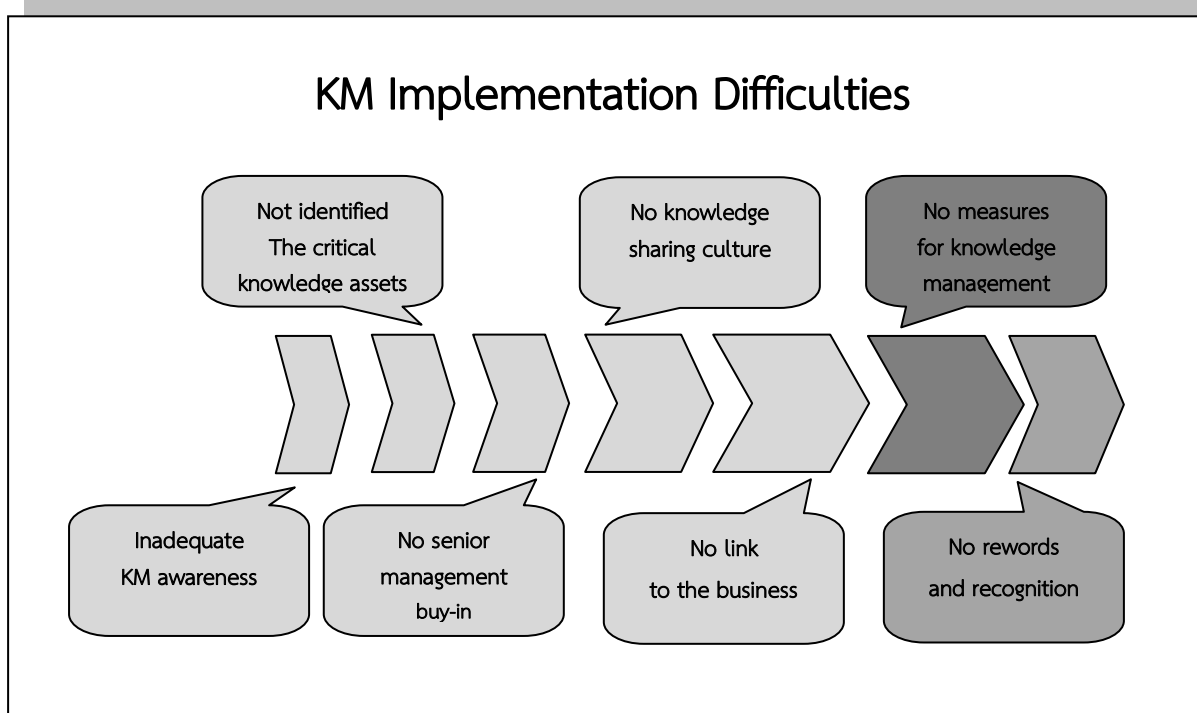 KM Implementation Difficulties
Not identified
The critical
knowledge assets
No knowledge
sharing culture
No measures
for knowledge
management
Inadequate
KM awareness
No senior
management
buy-in
No link
to the business
No rewords
and recognition